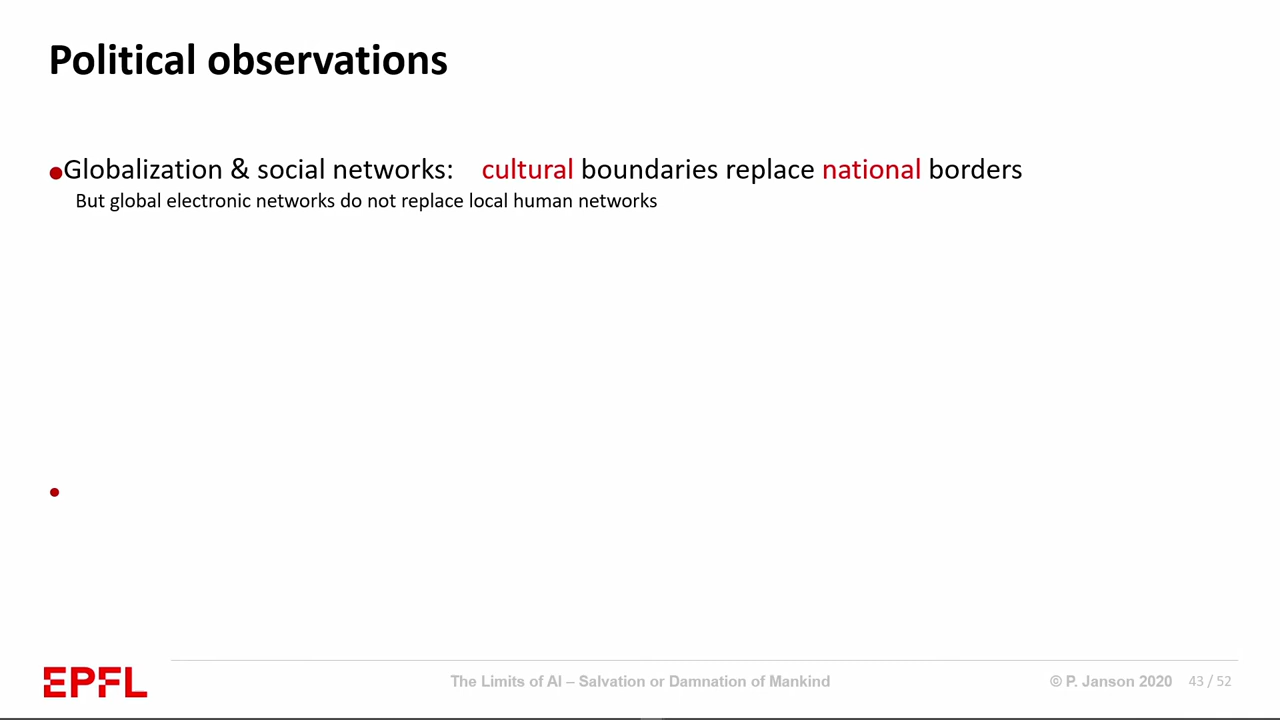 Political observations
•Globalization & social networks: cultural boundaries replace national borders
But global electronic networks do not replace local human networks
•
EPFL
The Limits of AI – Salvation or Damnation of Mankind
© P. Janson 2020 43 / 52